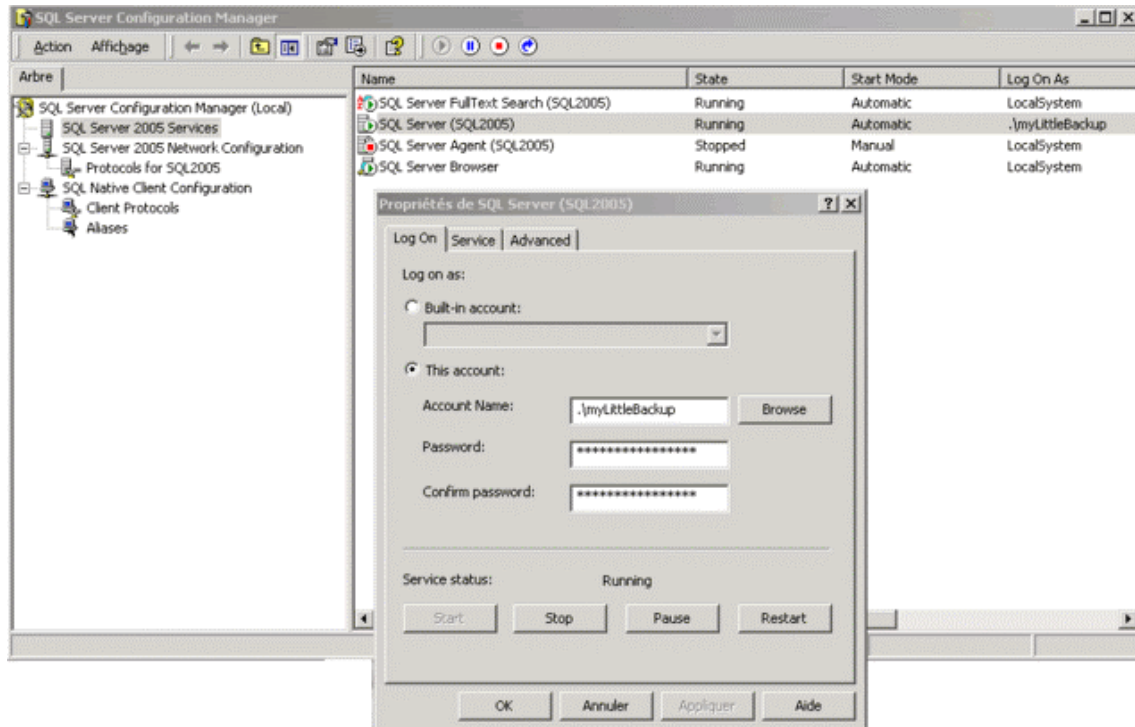 SQL Server Configuration Manager
Action Affichage
Arbre
SQL Server Configuration Manager (Local)
SQL Server 2005 Services
SQL Server 2005 Network Configuration
Protocols for SQL2005
SQL Native Client Configuration
Client Protocols
Aliases
Name State Start Mode Log On As
SQL Server FullText Search (SQL2005) Running Automatic LocalSystem
SQL Server (SQL2005) Running Automatic .\myLittleBackup
SQL Server Agent (SQL2005) Stopped Manual LocalSystem
SQL Server Browser Running Automatic LocalSystem
Propriétés de SQL Server (SQL2005)
Log On Service Advanced
Log on as:
Built-in account:
This account:
Account Name: .\myLittleBackup Browse
Password: ****************
Confirm password: ****************
Service status: Running
Start Stop Pause Restart
OK Annuler Appliquer Aide